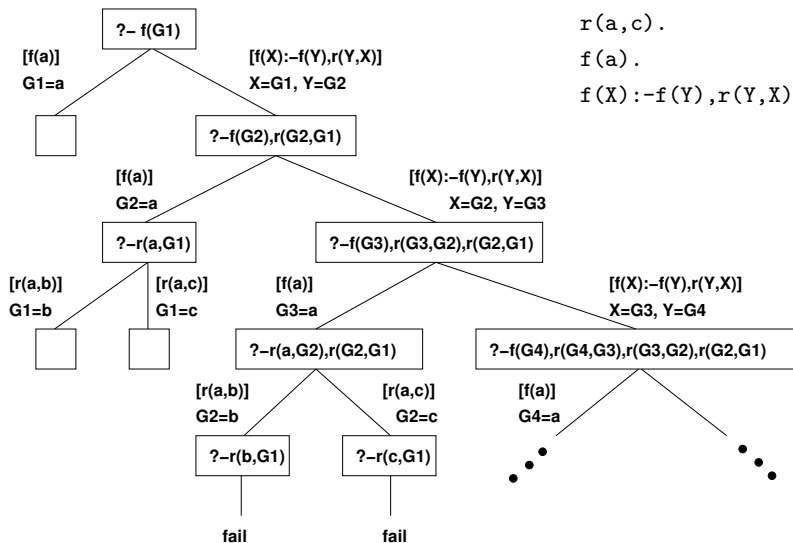 ?– f(G1)
r(a,c).
f(a).
f(X):-f(Y),r(Y,X)
[f(a)]
G1=a
[f(X):–f(Y),r(Y,X)]
X=G1, Y=G2
?–f(G2),r(G2,G1)
[f(a)]
G2=a
[f(X):–f(Y),r(Y,X)]
X=G2, Y=G3
?–r(a,G1)
?–f(G3),r(G3,G2),r(G2,G1)
[r(a,b)]
G1=b
[r(a,c)]
G1=c
[f(a)]
G3=a
[f(X):–f(Y),r(Y,X)]
X=G3, Y=G4
?–r(a,G2),r(G2,G1)
?–f(G4),r(G4,G3),r(G3,G2),r(G2,G1)
[r(a,b)]
G2=b
[r(a,c)]
G2=c
[f(a)]
G4=a
?–r(b,G1)
?–r(c,G1)
fail
fail